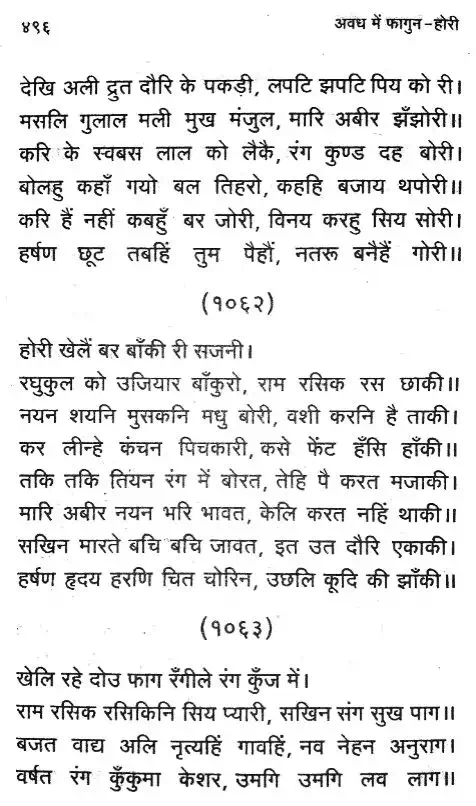 ४९६ अवध में फागुन-होरी
देखि अली द्रुत दौरि के पकड़ी, लपटि झपटि पिय को री।
मसलि गुलाल मली मुख मंजुल, मारि अबीर झँझोरी॥
करि के स्वबस लाल को लैकै, रंग कुण्ड दह बोरी।
बोलहु कहाँ गयो बल तिहरो, कहहि बजाय थपोरी॥
करि हैं नहीं कबहुँ बर जोरी, विनय करहु सिय सोरी।
हर्षण छूट तबहिं तुम पैहौं, नतरू बनैहैं गोरी॥
(१०६२)
होरी खेलैं बर बाँकी री सजनी।
रघुकुल को उजियार बाँकुरो, राम रसिक रस छाकी॥
नयन शयनि मुसकनि मधु बोरी, वशी करनि है ताकी।
कर लीन्हे कंचन पिचकारी, कसे फेंट हँसि हाँकी॥
तकि तकि तियन रंग में बोरत, तेहि पै करत मजाकी।
मारि अबीर नयन भरि भावत, केलि करत नहिं थाकी॥
सखिन मारते बचि बचि जावत, इत उत दौरि एकाकी।
हर्षण हृदय हरणि चित चोरिन, उछलि कूदि की झाँकी॥
(१०६३)
खेलि रहे दोउ फाग रँगीले रंग कुँज में।
राम रसिक रसिकिनि सिय प्यारी, सखिन संग सुख पाग॥
बजत वाद्य अलि नृत्यहिं गावहिं, नव नेहन अनुराग।
वर्षत रंग कुँकुमा केशर, उमगि उमगि लव लाग॥